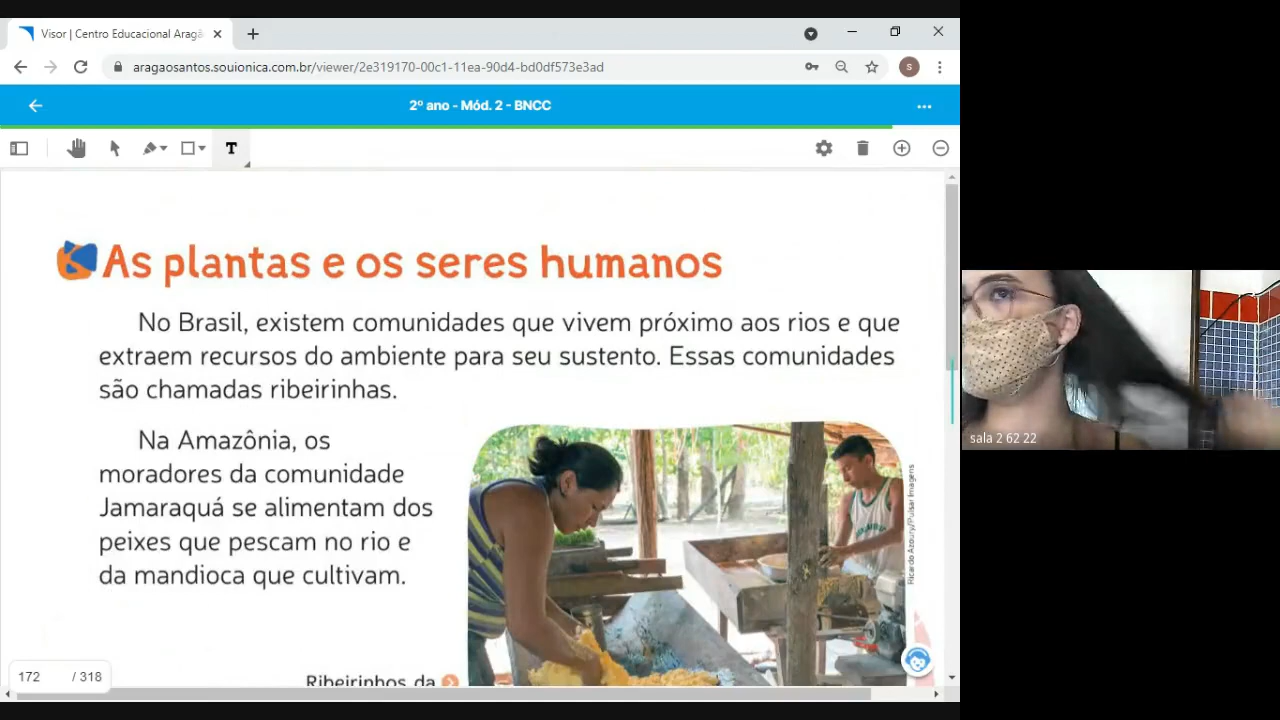 Visor | Centro Educacional Aragã
aragaosantos.souionica.com.br/viewer/2e319170-00c1-11ea-90d4-bd0df573e3ad
s
2º ano - Mód. 2 - BNCC
T
As plantas e os seres humanos
No Brasil, existem comunidades que vivem próximo aos rios e que
extraem recursos do ambiente para seu sustento. Essas comunidades
são chamadas ribeirinhas.
Na Amazônia, os
moradores da comunidade
Jamaraquá se alimentam dos
peixes que pescam no rio e
da mandioca que cultivam.
Ricardo Azoury/Pulsar Imagens
Ribeirinhos da
172 / 318
sala 2 62 22